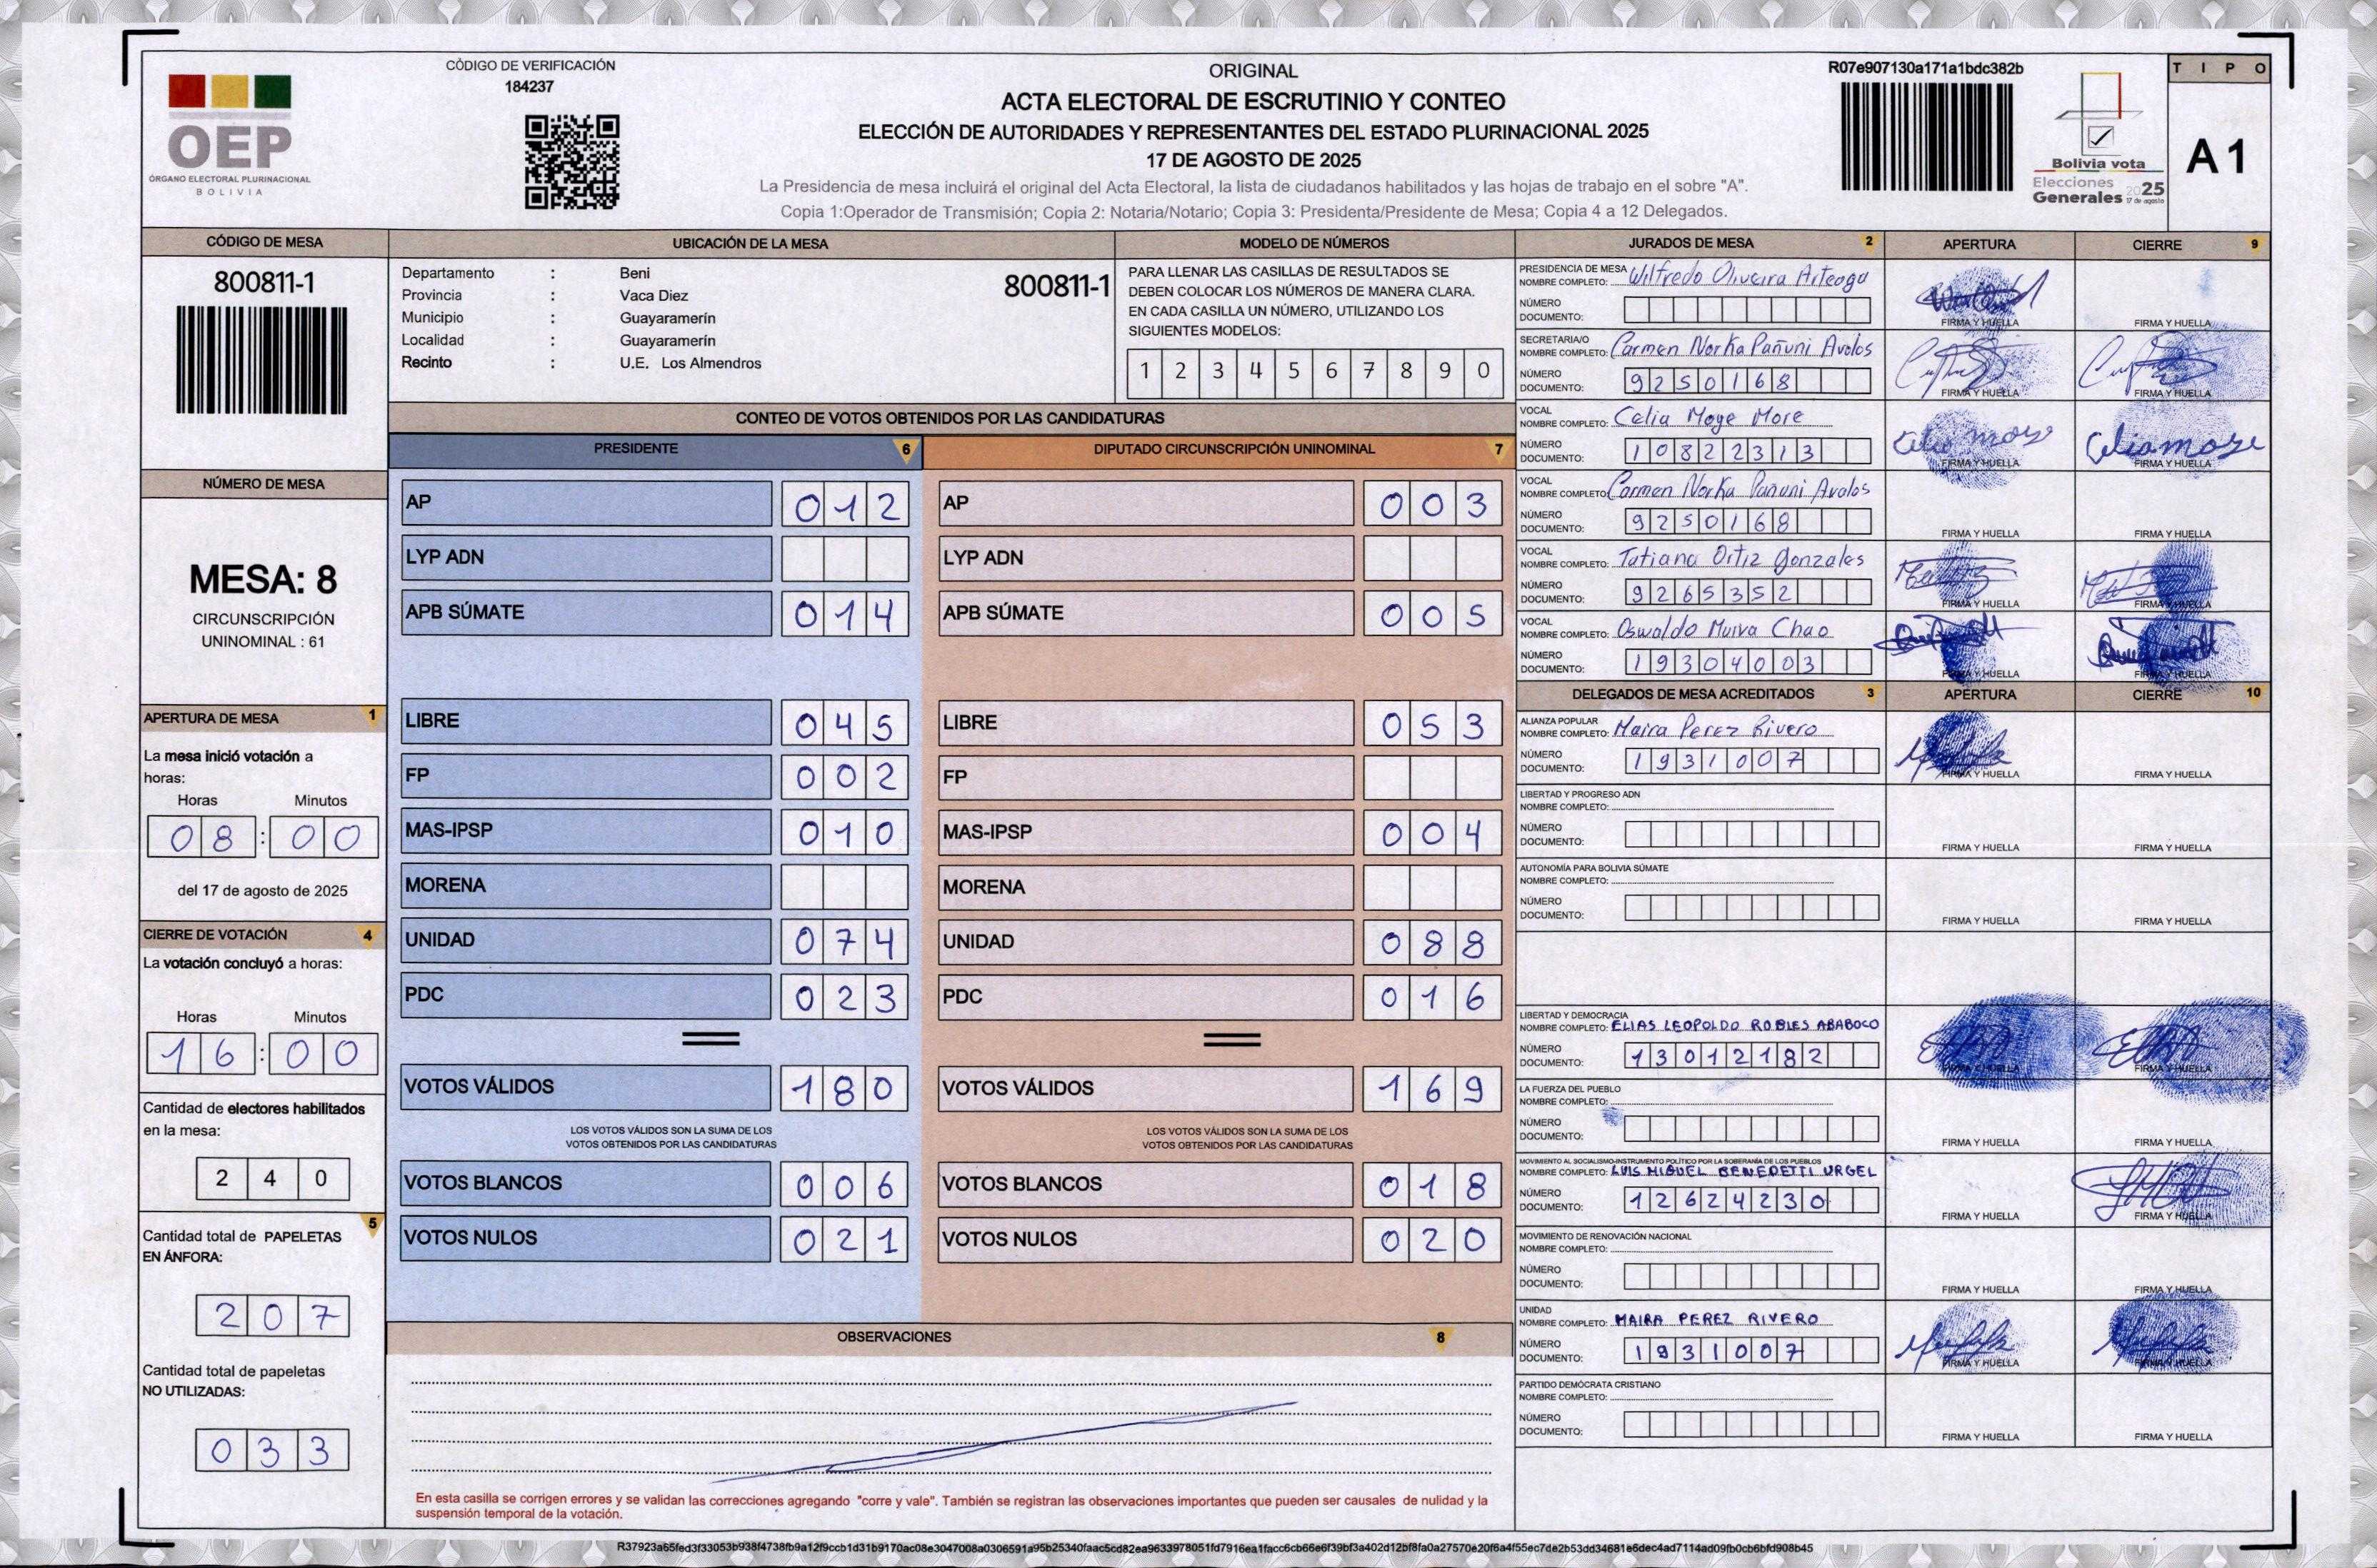 CÓDIGO DE VERIFICACIÓN
184237
OEP
ÓRGANO ELECTORAL PLURINACIONAL
BOLIVIA
ORIGINAL
ACTA ELECTORAL DE ESCRUTINIO Y CONTEO
ELECCIÓN DE AUTORIDADES Y REPRESENTANTES DEL ESTADO PLURINACIONAL 2025
17 DE AGOSTO DE 2025
La Presidencia de mesa incluirá el original del Acta Electoral, la lista de ciudadanos habilitados y las hojas de trabajo en el sobre "A".
Copia 1:Operador de Transmisión; Copia 2: Notaria/Notario; Copia 3: Presidenta/Presidente de Mesa; Copia 4 a 12 Delegados.
R07e907130a171a1bdc382b
Bolivia vota
Elecciones
Generales 2025
17 de agosto
TIPO
A1
CÓDIGO DE MESA
800811-1
NÚMERO DE MESA
MESA: 8
CIRCUNSCRIPCIÓN
UNINOMINAL : 61
APERTURA DE MESA 1
La mesa inició votación a
horas:
Horas Minutos
08 : 00
del 17 de agosto de 2025
CIERRE DE VOTACIÓN 4
La votación concluyó a horas:
Horas Minutos
16 : 00
Cantidad de electores habilitados
en la mesa:
240
5
Cantidad total de PAPELETAS
EN ÁNFORA:
207
Cantidad total de papeletas
NO UTILIZADAS:
033
UBICACIÓN DE LA MESA
Departamento : Beni
800811-1
Provincia : Vaca Diez
Municipio : Guayaramerín
Localidad : Guayaramerín
Recinto : U.E. Los Almendros
MODELO DE NÚMEROS
PARA LLENAR LAS CASILLAS DE RESULTADOS SE
DEBEN COLOCAR LOS NÚMEROS DE MANERA CLARA.
EN CADA CASILLA UN NÚMERO, UTILIZANDO LOS
SIGUIENTES MODELOS:
1 2 3 4 5 6 7 8 9 0
CONTEO DE VOTOS OBTENIDOS POR LAS CANDIDATURAS
PRESIDENTE 6
DIPUTADO CIRCUNSCRIPCIÓN UNINOMINAL 7
AP 012 AP 003
LYP ADN LYP ADN
APB SÚMATE 014 APB SÚMATE 005
LIBRE 045 LIBRE 053
FP 002 FP
MAS-IPSP 010 MAS-IPSP 004
MORENA MORENA
UNIDAD 074 UNIDAD 088
PDC 023 PDC 016
VOTOS VÁLIDOS 180 VOTOS VÁLIDOS 169
LOS VOTOS VÁLIDOS SON LA SUMA DE LOS LOS VOTOS VÁLIDOS SON LA SUMA DE LOS
VOTOS OBTENIDOS POR LAS CANDIDATURAS VOTOS OBTENIDOS POR LAS CANDIDATURAS
VOTOS BLANCOS 006 VOTOS BLANCOS 018
VOTOS NULOS 021 VOTOS NULOS 020
OBSERVACIONES 8
En esta casilla se corrigen errores y se validan las correcciones agregando "corre y vale". También se registran las observaciones importantes que pueden ser causales de nulidad y la
suspensión temporal de la votación.
JURADOS DE MESA 2 APERTURA CIERRE 9
PRESIDENCIA DE MESA
NOMBRE COMPLETO: Wilfredo Oliveira Arteaga
NÚMERO
DOCUMENTO:
FIRMA Y HUELLA FIRMA Y HUELLA
SECRETARIA/O
NOMBRE COMPLETO: Carmen Norka Pañuni Avalos
NÚMERO
DOCUMENTO: 9250168
FIRMA Y HUELLA FIRMA Y HUELLA
VOCAL
NOMBRE COMPLETO: Celia Moye More
NÚMERO
DOCUMENTO: 10822313
FIRMA Y HUELLA FIRMA Y HUELLA
VOCAL
NOMBRE COMPLETO: Carmen Norka Pañuni Avalos
NÚMERO
DOCUMENTO: 9250168
FIRMA Y HUELLA FIRMA Y HUELLA
VOCAL
NOMBRE COMPLETO: Tatiana Ortiz Gonzales
NÚMERO
DOCUMENTO: 9265352
FIRMA Y HUELLA FIRMA Y HUELLA
VOCAL
NOMBRE COMPLETO: Oswaldo Muiva Chao
NÚMERO
DOCUMENTO: 19304003
FIRMA Y HUELLA FIRMA Y HUELLA
DELEGADOS DE MESA ACREDITADOS 3 APERTURA CIERRE 10
ALIANZA POPULAR
NOMBRE COMPLETO: Maira Perez Rivero
NÚMERO
DOCUMENTO: 1931007
FIRMA Y HUELLA FIRMA Y HUELLA
LIBERTAD Y PROGRESO ADN
NOMBRE COMPLETO:
NÚMERO
DOCUMENTO:
FIRMA Y HUELLA FIRMA Y HUELLA
AUTONOMÍA PARA BOLIVIA SÚMATE
NOMBRE COMPLETO:
NÚMERO
DOCUMENTO:
FIRMA Y HUELLA FIRMA Y HUELLA
LIBERTAD Y DEMOCRACIA
NOMBRE COMPLETO: ELIAS LEOPOLDO ROBLES ABABOCO
NÚMERO
DOCUMENTO: 13012182
FIRMA Y HUELLA FIRMA Y HUELLA
LA FUERZA DEL PUEBLO
NOMBRE COMPLETO:
NÚMERO
DOCUMENTO:
FIRMA Y HUELLA FIRMA Y HUELLA
MOVIMIENTO AL SOCIALISMO-INSTRUMENTO POLÍTICO POR LA SOBERANÍA DE LOS PUEBLOS
NOMBRE COMPLETO: LUIS MIGUEL BENEDETTI URGEL
NÚMERO
DOCUMENTO: 12624230
FIRMA Y HUELLA FIRMA Y HUELLA
MOVIMIENTO DE RENOVACIÓN NACIONAL
NOMBRE COMPLETO:
NÚMERO
DOCUMENTO:
FIRMA Y HUELLA FIRMA Y HUELLA
UNIDAD
NOMBRE COMPLETO: MAIRA PEREZ RIVERO
NÚMERO
DOCUMENTO: 1931007
FIRMA Y HUELLA FIRMA Y HUELLA
PARTIDO DEMÓCRATA CRISTIANO
NOMBRE COMPLETO:
NÚMERO
DOCUMENTO:
FIRMA Y HUELLA FIRMA Y HUELLA